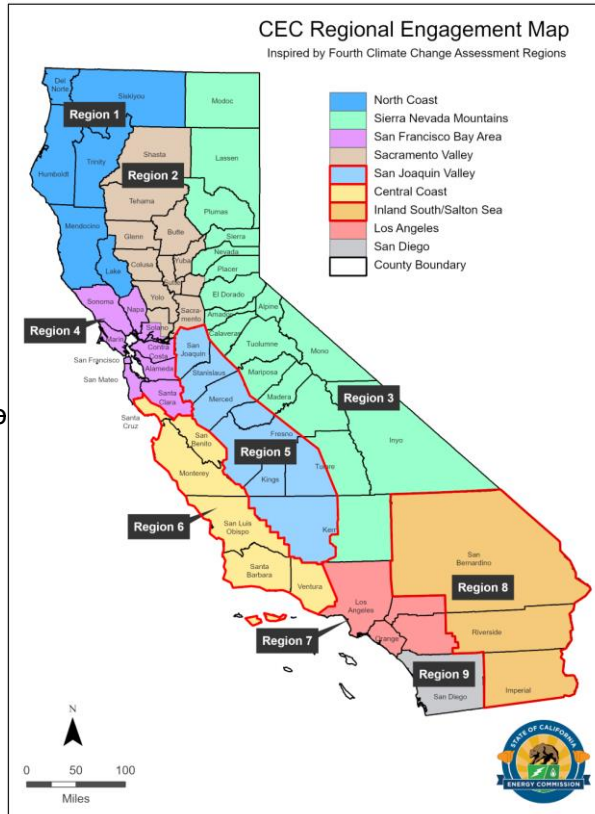 CEC Regional Engagement Map
Inspired by Fourth Climate Change Assessment Regions
North Coast
Sierra Nevada Mountains
San Francisco Bay Area
Sacramento Valley
San Joaquin Valley
Central Coast
Inland South/Salton Sea
Los Angeles
San Diego
County Boundary
Del
Norte
Siskiyou
Modoc
Region 1
Shasta
Trinity
Humboldt
Lassen
Region 2
Tehama
Plumas
Mendocino
Glenn
Butte
Sierra
Nevada
Lake
Colusa
Yuba
Placer
Sutter
Sonoma
Napa
Yolo
El Dorado
Sacra-
mento
Amador
Alpine
Region 4
Solano
Calaveras
Marin
Contra
Costa
San
Joaquin
Tuolumne
Mono
San Francisco
Alameda
Stanislaus
Mariposa
San Mateo
Santa
Clara
Merced
Madera
Region 3
Santa
Cruz
San
Benito
Fresno
Inyo
Region 5
Monterey
Kings
Tulare
Region 6
San Luis
Obispo
Kern
San
Bernardino
Santa
Barbara
Ventura
Los
Angeles
Region 8
Region 7
Orange
Riverside
Region 9
San Diego
Imperial
N
0 50 100
Miles
STATE OF CALIFORNIA
ENERGY COMMISSION
e